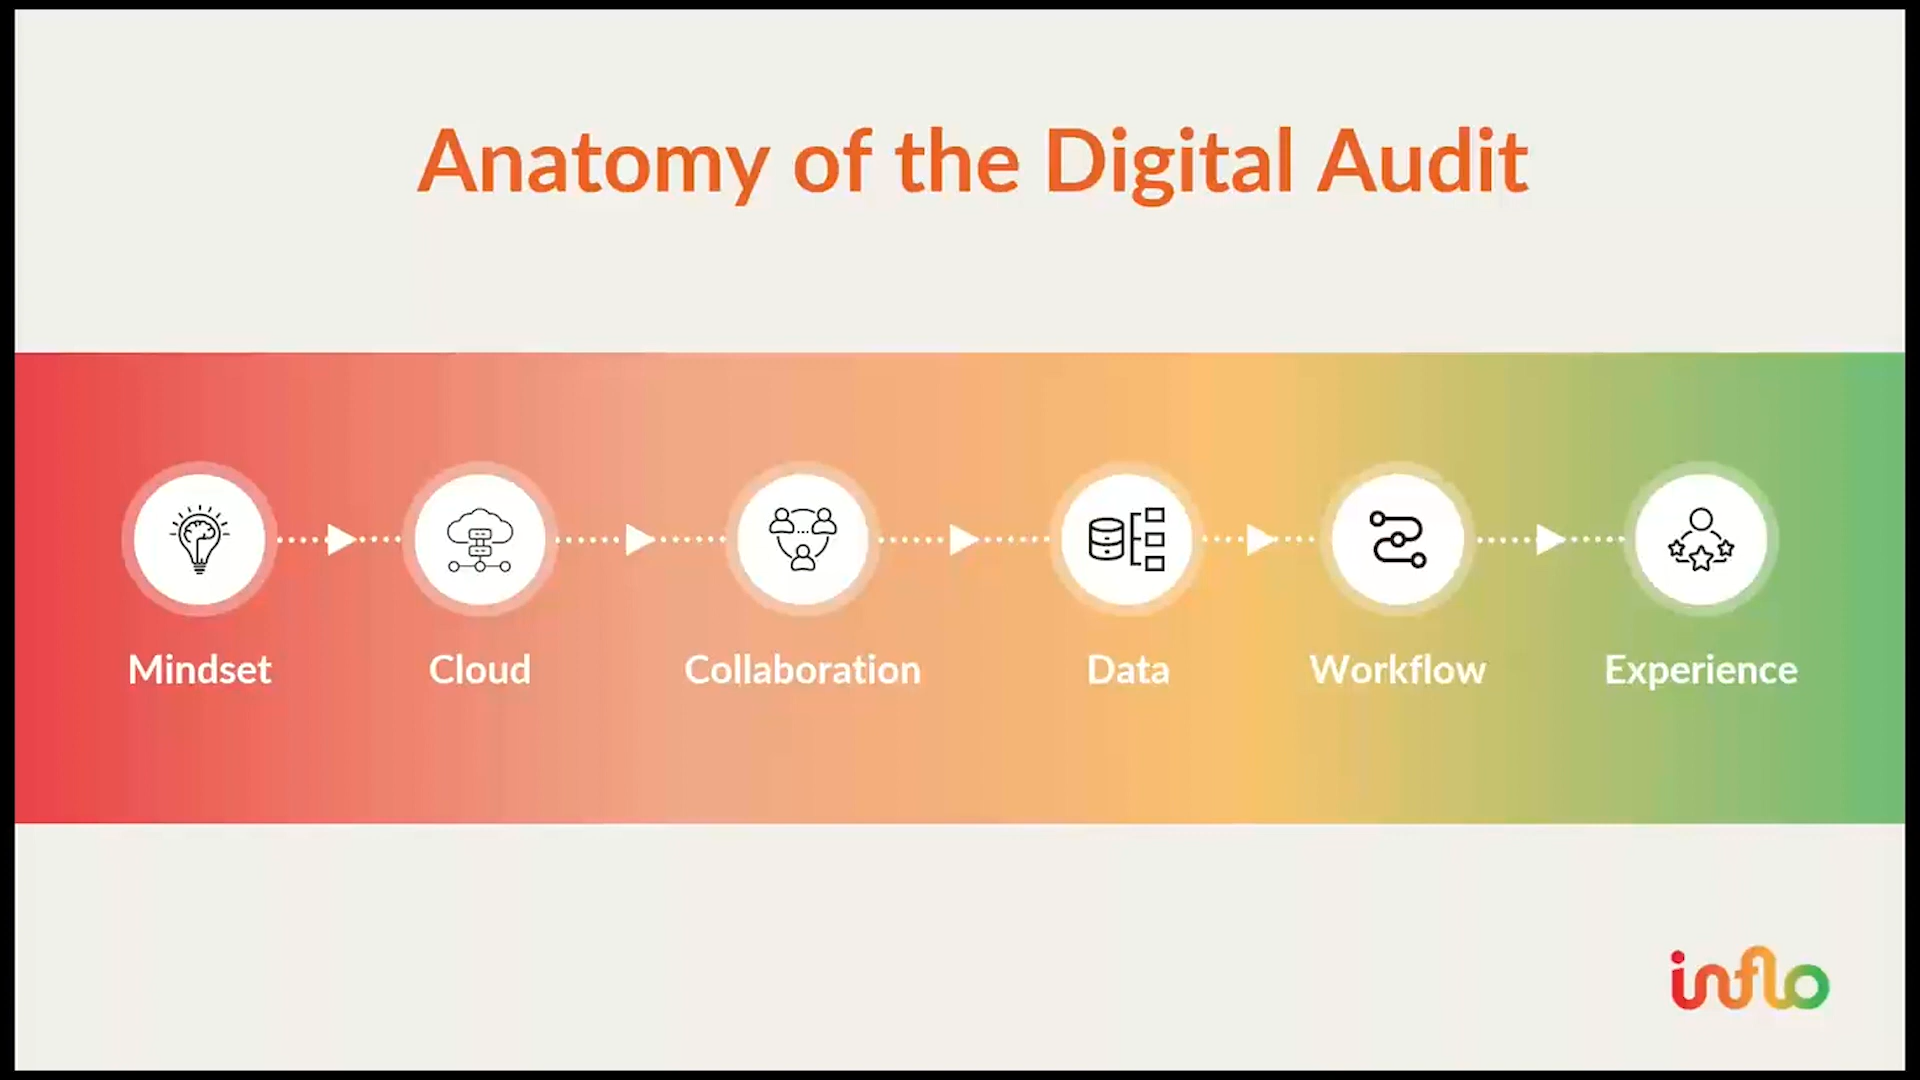 Anatomy of the Digital Audit
Mindset
Cloud
Collaboration
Data
Workflow
Experience
inflo